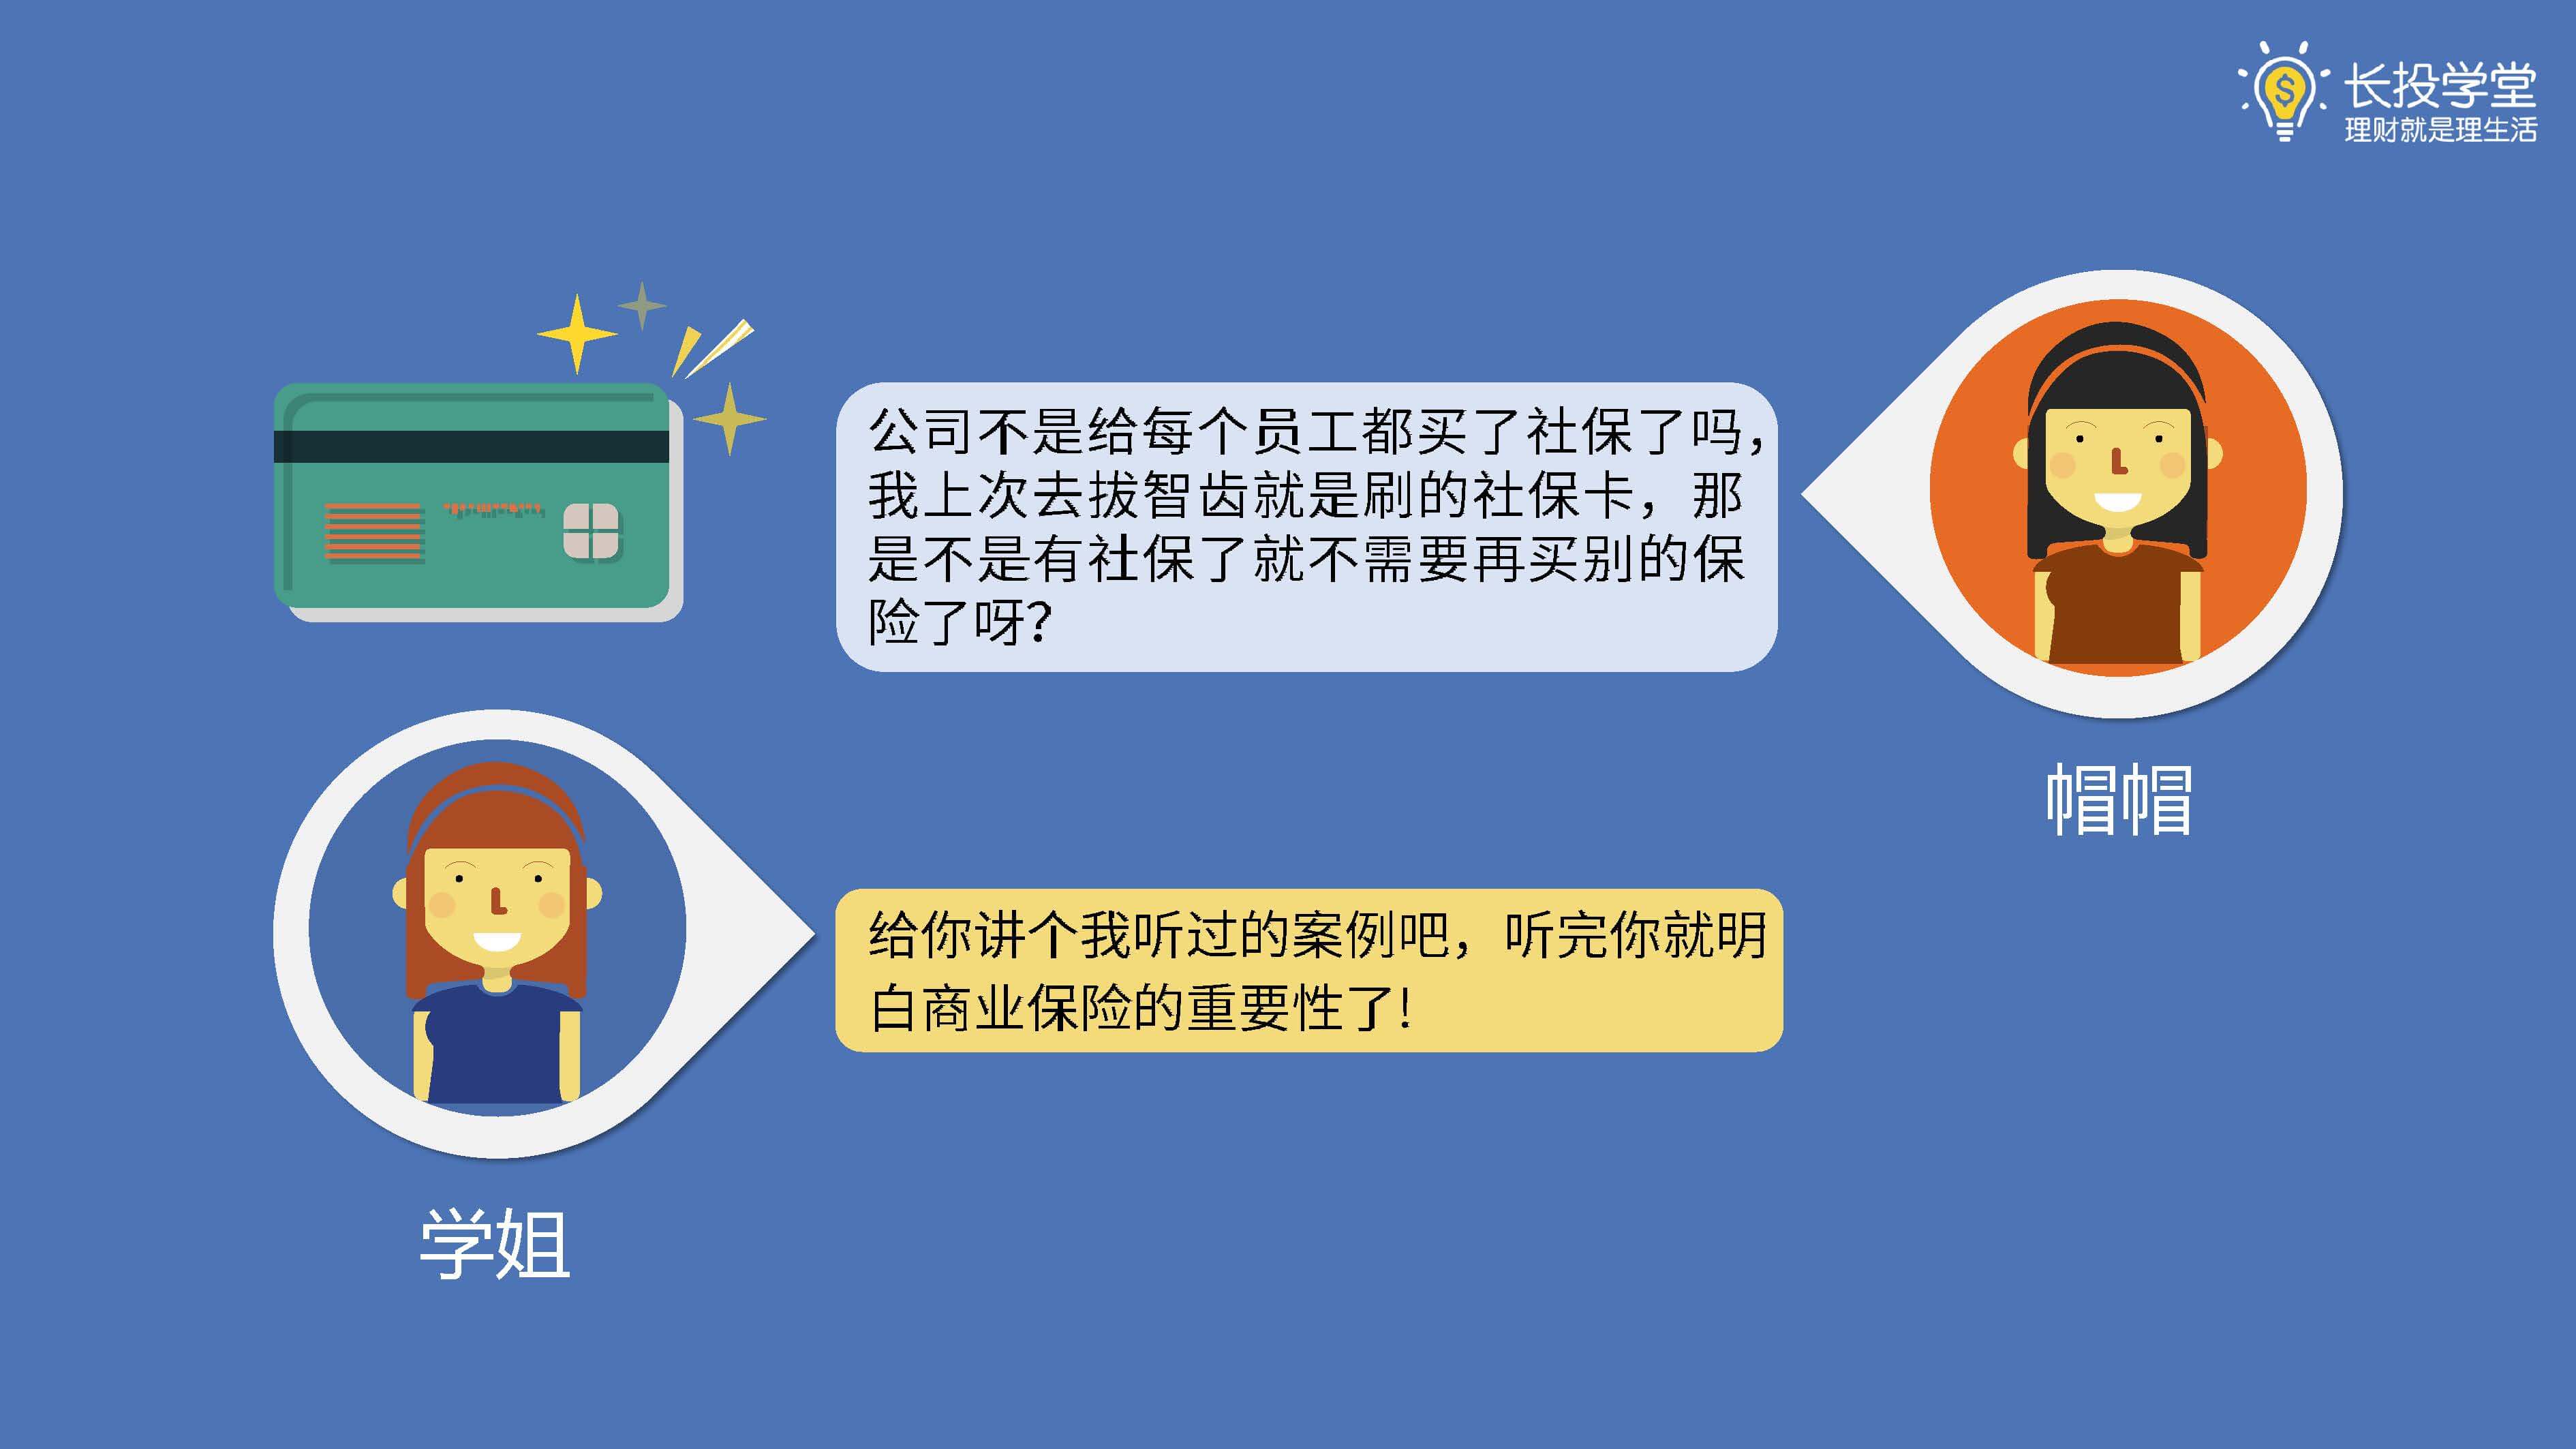 长投学堂
理财就是理生活
公司不是给每个员工都买了社保了吗，
我上次去拔智齿就是刷的社保卡，那
是不是有社保了就不需要再买别的保
险了呀？
帽帽
给你讲个我听过的案例吧，听完你就明
白商业保险的重要性了！
学姐